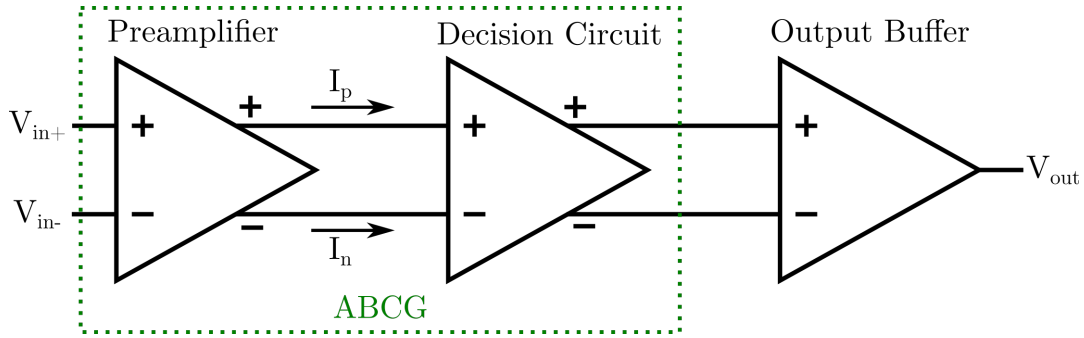 Preamplifier
Decision Circuit
Output Buffer
V_in+
V_in-
+
-
+
-
I_p
I_n
+
-
+
-
+
-
V_out
ABCG